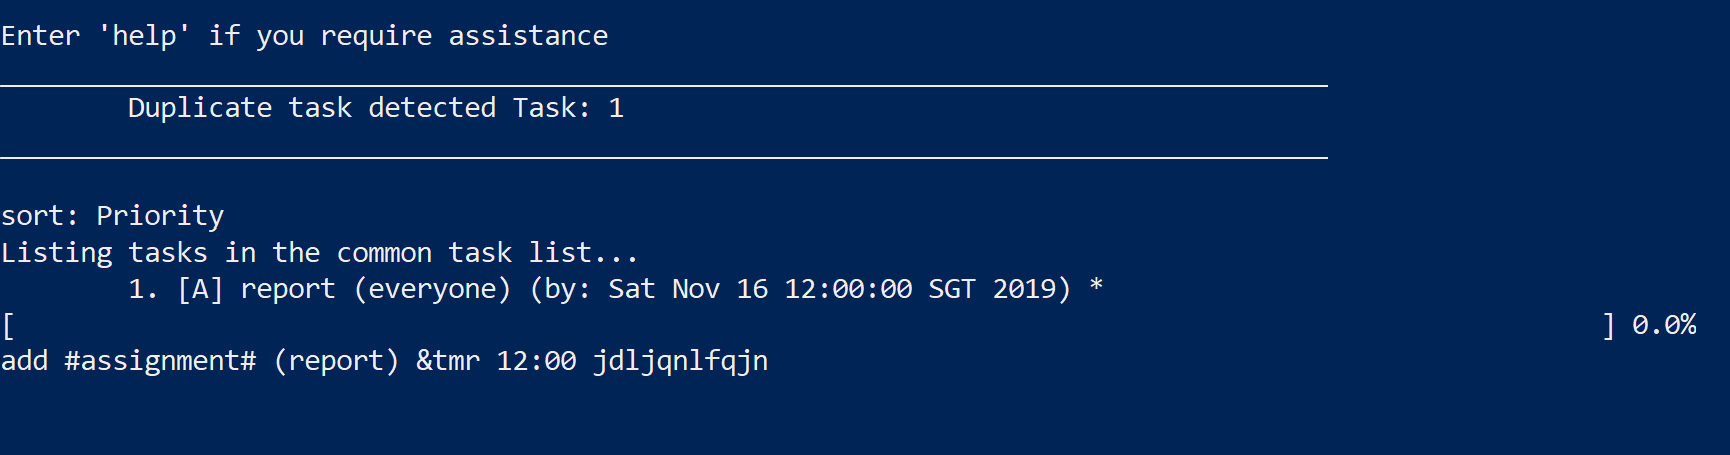 Enter 'help' if you require assistance
Duplicate task detected Task: 1
sort: Priority
Listing tasks in the common task list...
1. [A] report (everyone) (by: Sat Nov 16 12:00:00 SGT 2019) *
[ ] 0.0%
add #assignment# (report) &tmr 12:00 jdljqnlfqjn